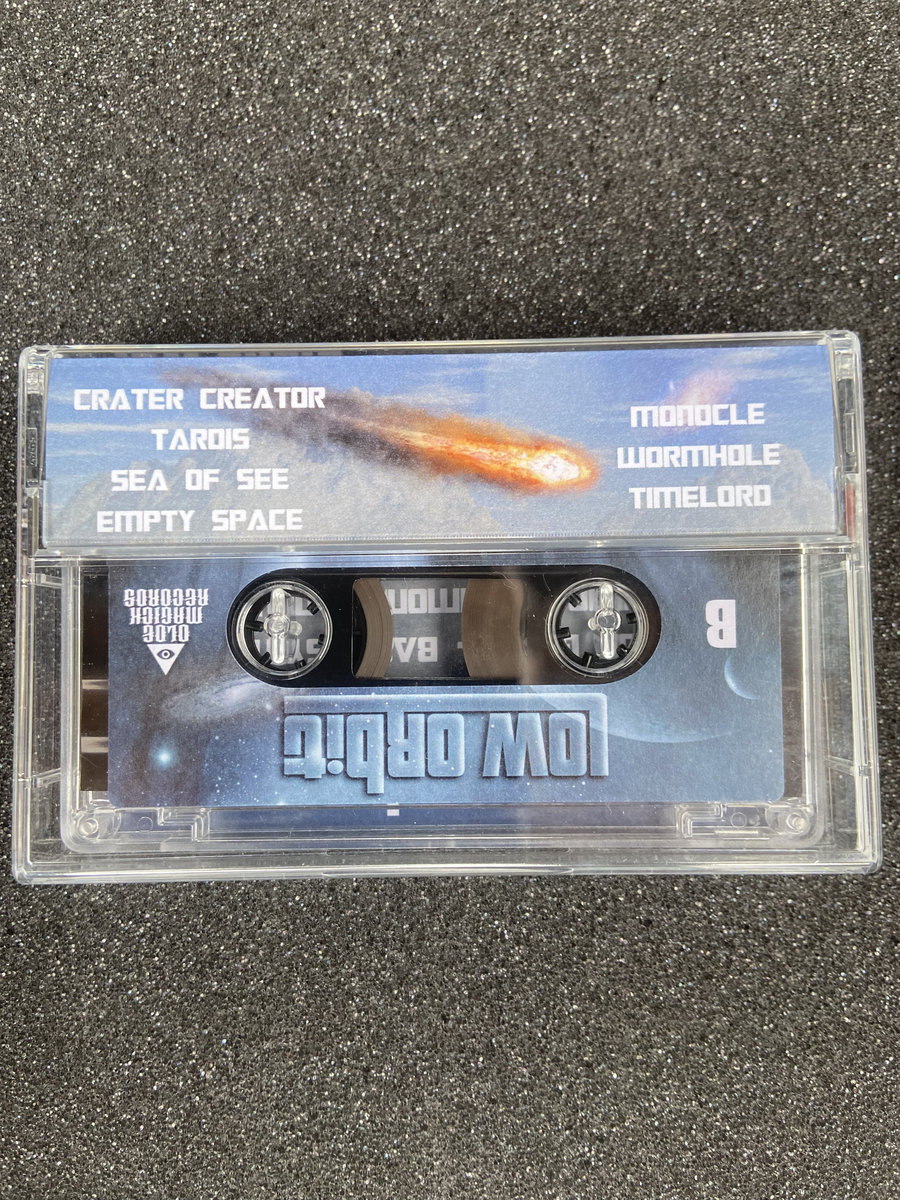 CRATER CREATOR
TARDIS
SEA OF SEE
EMPTY SPACE
MONOCLE
WORMHOLE
TIMELORD
B
OLDE
MAGICK
RECORDS
LOW ORBIT